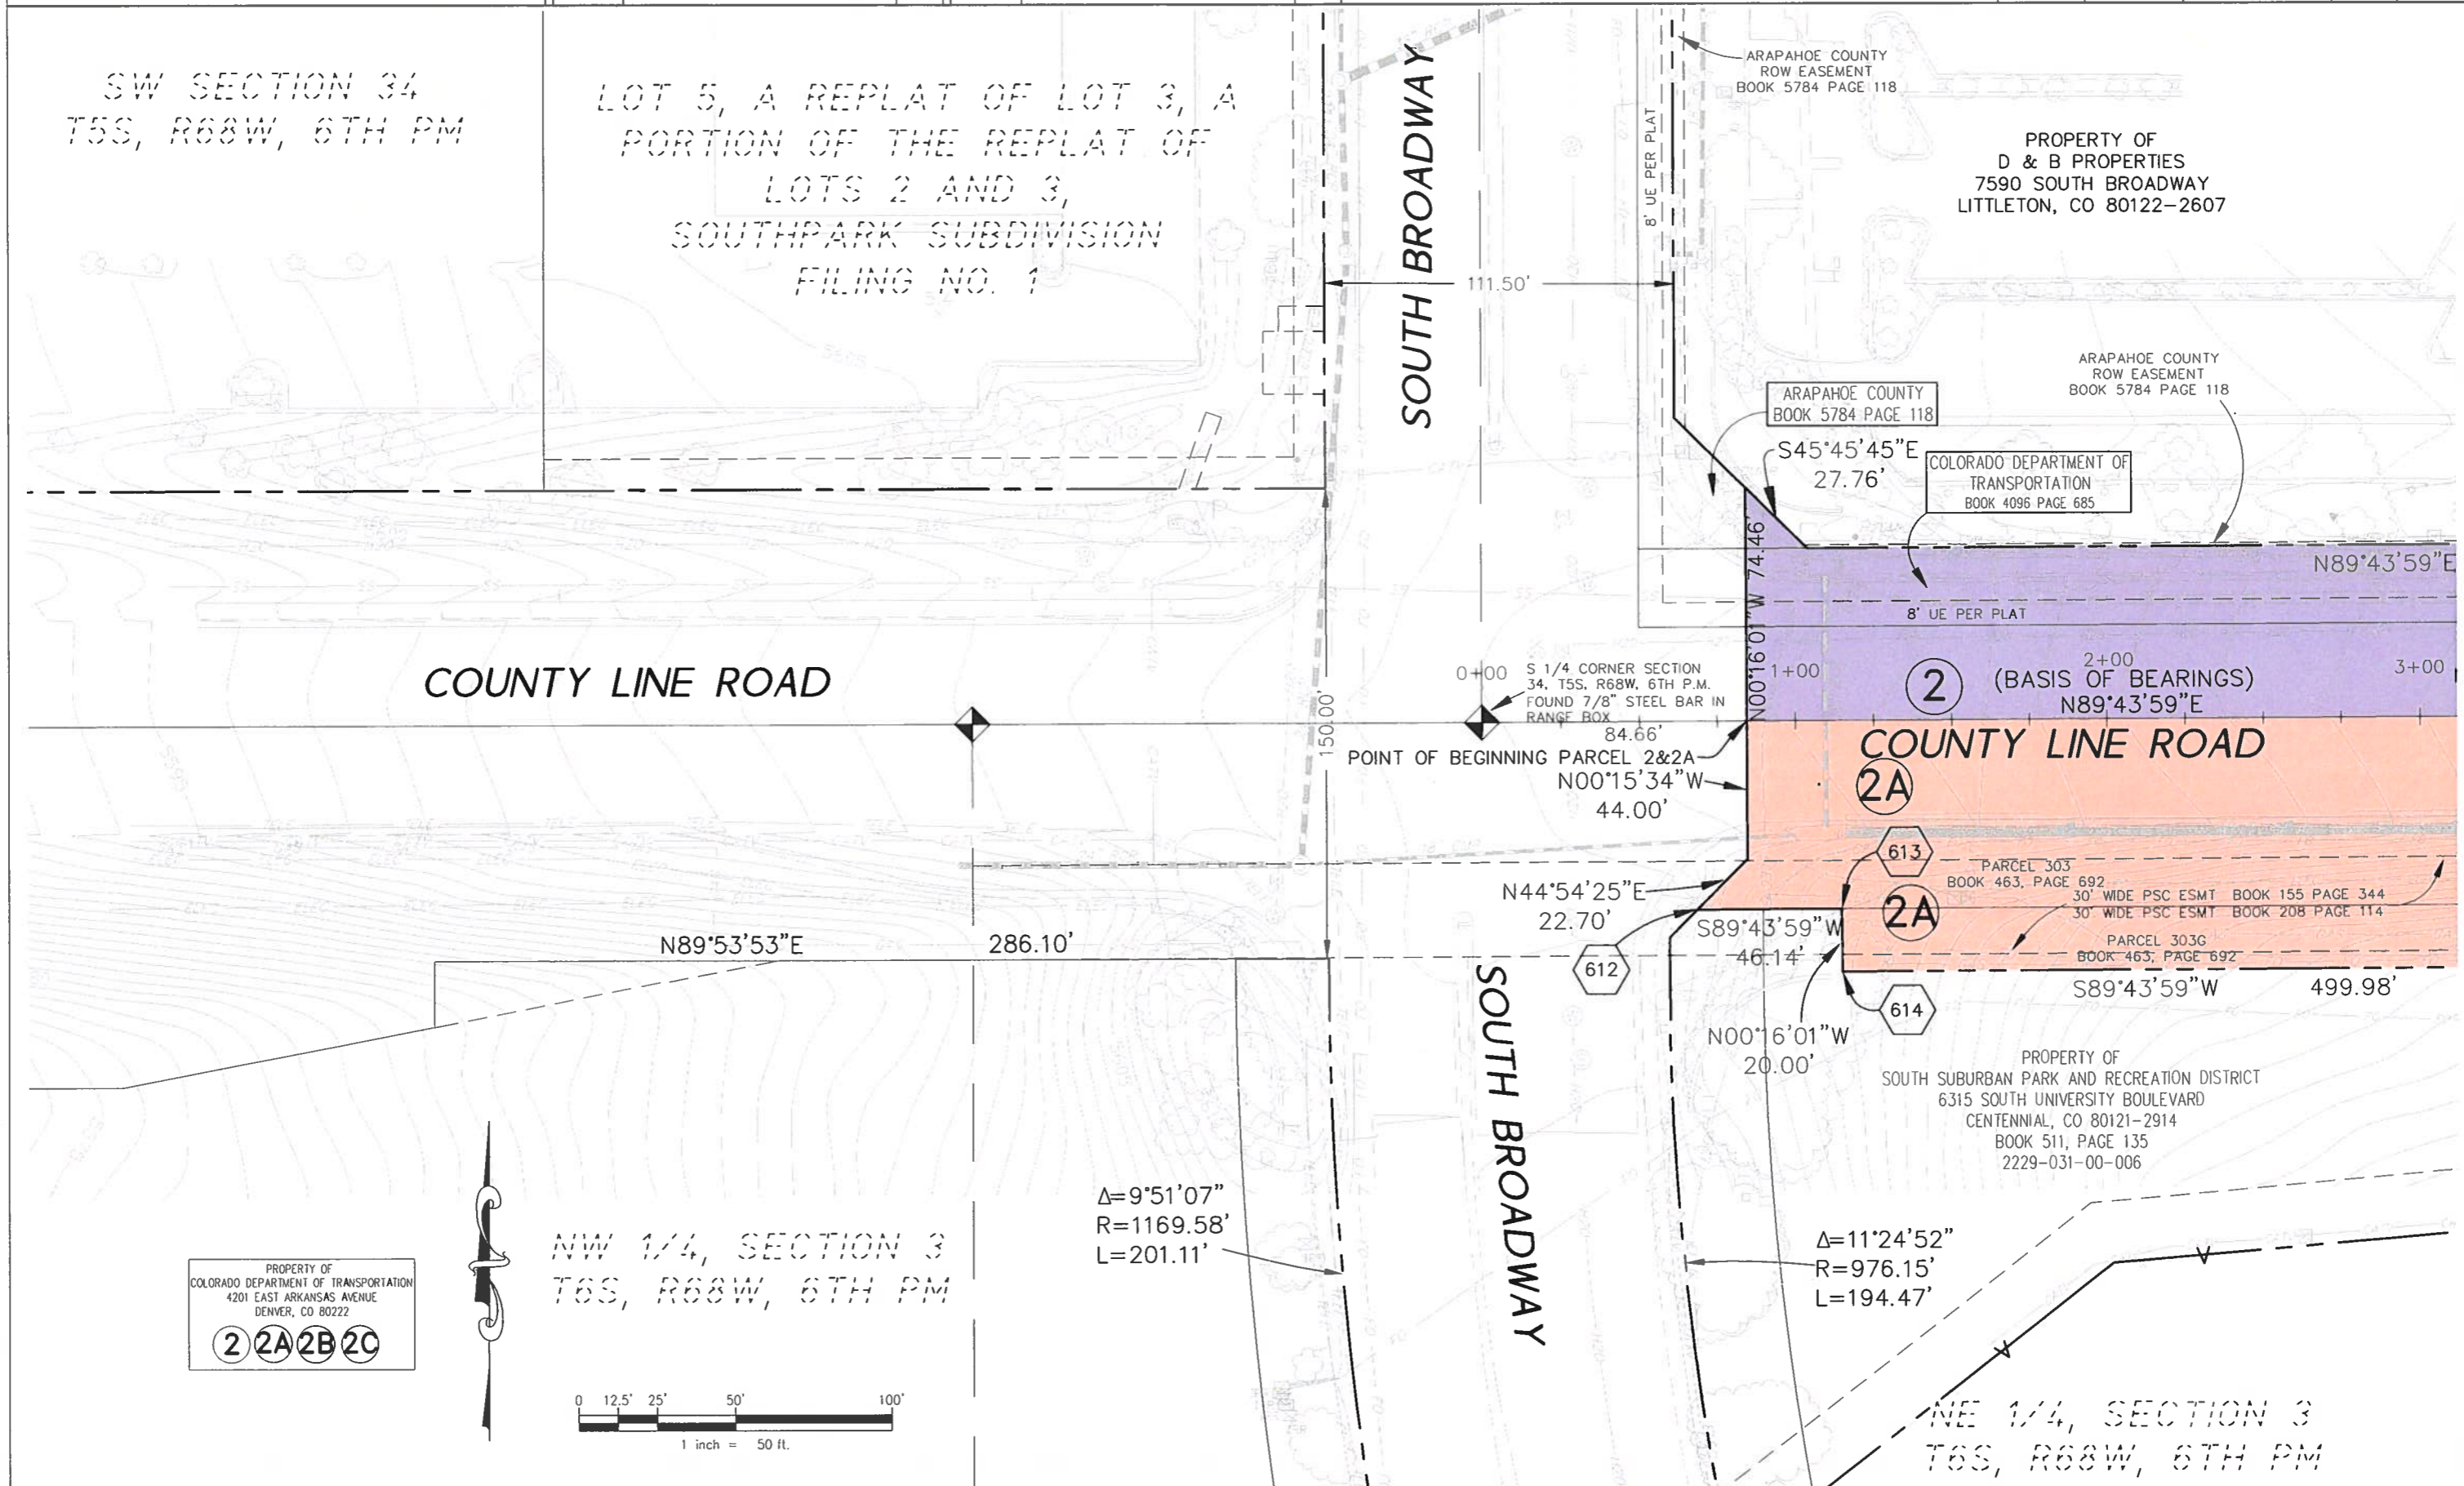 SW SECTION 34
T5S, R68W, 6TH PM
LOT 5, A REPLAT OF LOT 3, A
PORTION OF THE REPLAT OF
LOTS 2 AND 3,
SOUTHPARK SUBDIVISION
FILING NO. 1
SOUTH BROADWAY
111.50'
8' UE PER PLAT
ARAPAHOE COUNTY
ROW EASEMENT
BOOK 5784 PAGE 118
PROPERTY OF
D & B PROPERTIES
7590 SOUTH BROADWAY
LITTLETON, CO 80122-2607
ARAPAHOE COUNTY
ROW EASEMENT
BOOK 5784 PAGE 118
ARAPAHOE COUNTY
BOOK 5784 PAGE 118
S45°45'45"E
27.76'
COLORADO DEPARTMENT OF
TRANSPORTATION
BOOK 4096 PAGE 685
N89°43'59"E
8' UE PER PLAT
N00°16'01"W 74.46'
COUNTY LINE ROAD
150.00'
0+00
S 1/4 CORNER SECTION
34, T5S, R68W, 6TH P.M.
FOUND 7/8" STEEL BAR IN
RANGE BOX
84.66'
1+00
2+00
3+00
2
(BASIS OF BEARINGS)
N89°43'59"E
POINT OF BEGINNING PARCEL 2&2A
N00°15'34"W
44.00'
COUNTY LINE ROAD
2A
613
PARCEL 303
BOOK 463, PAGE 692
30' WIDE PSC ESMT BOOK 155 PAGE 344
30' WIDE PSC ESMT BOOK 208 PAGE 114
2A
PARCEL 303G
BOOK 463, PAGE 692
N44°54'25"E
22.70'
S89°43'59"W
46.14'
612
N89°53'53"E 286.10'
S89°43'59"W 499.98'
614
N00°16'01"W
20.00'
SOUTH BROADWAY
PROPERTY OF
SOUTH SUBURBAN PARK AND RECREATION DISTRICT
6315 SOUTH UNIVERSITY BOULEVARD
CENTENNIAL, CO 80121-2914
BOOK 511, PAGE 135
2229-031-00-006
Δ=9°51'07"
R=1169.58'
L=201.11'
Δ=11°24'52"
R=976.15'
L=194.47'
PROPERTY OF
COLORADO DEPARTMENT OF TRANSPORTATION
4201 EAST ARKANSAS AVENUE
DENVER, CO 80222
2 2A 2B 2C
NW 1/4, SECTION 3
T6S, R68W, 6TH PM
0 12.5' 25' 50' 100'
1 inch = 50 ft.
NE 1/4, SECTION 3
T6S, R68W, 6TH PM